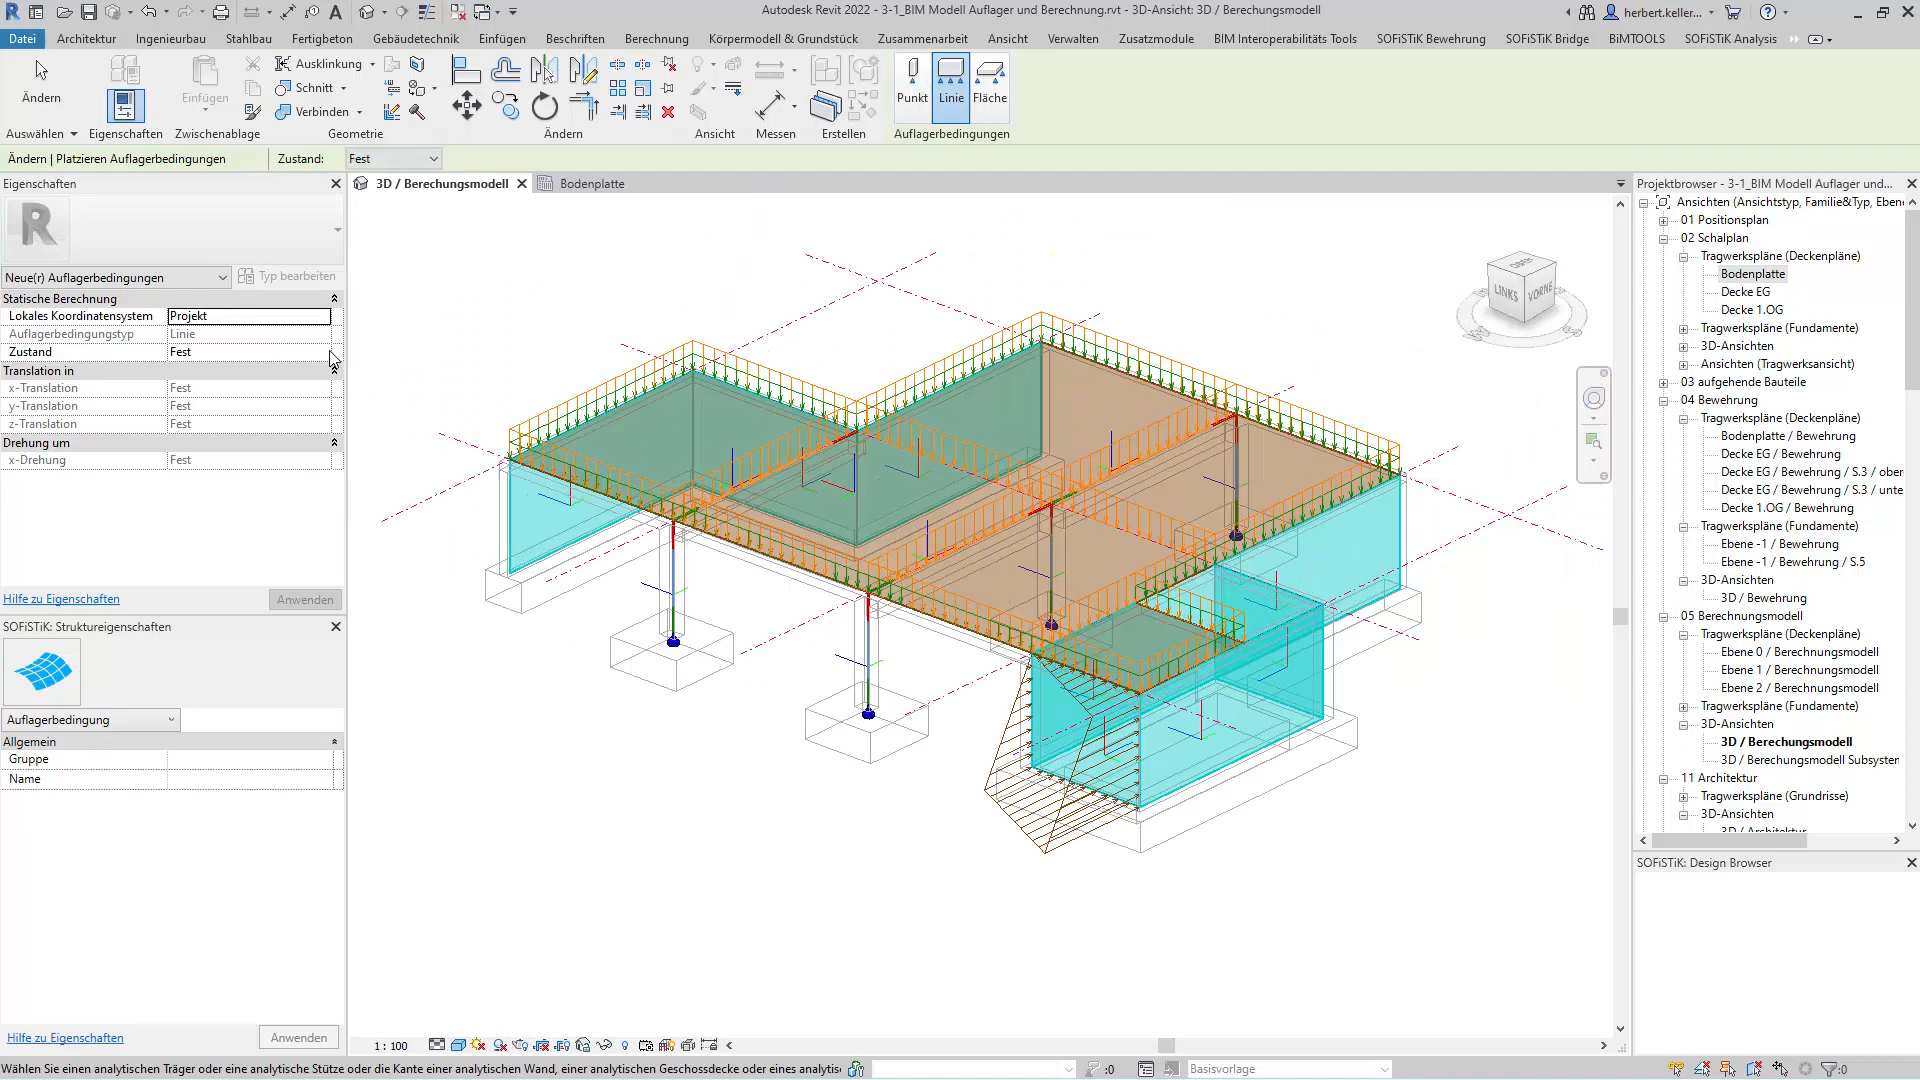 Autodesk Revit 2022 - 3-1_BIM Modell Auflager und Berechnung.rvt - 3D-Ansicht: 3D / Berechungsmodell
herbert.keller...
Datei Architektur Ingenieurbau Stahlbau Fertigbeton Gebäudetechnik Einfügen Beschriften Berechnung Körpermodell & Grundstück Zusammenarbeit Ansicht Verwalten Zusatzmodule BIM Interoperabilitäts Tools SOFiSTiK Bewehrung SOFiSTiK Bridge BiMTOOLS SOFiSTiK Analysis
Ausklinkung
Schnitt
Verbinden
Ändern
Einfügen
Punkt Linie Fläche
Auswählen Eigenschaften Zwischenablage Geometrie Ändern Ansicht Messen Erstellen Auflagerbedingungen
Ändern | Platzieren Auflagerbedingungen Zustand: Fest
Eigenschaften
R
Neue(r) Auflagerbedingungen Typ bearbeiten
Statische Berechnung
Lokales Koordinatensystem Projekt
Auflagerbedingungstyp Linie
Zustand Fest
Translation in
x-Translation Fest
y-Translation Fest
z-Translation Fest
Drehung um
x-Drehung Fest
Hilfe zu Eigenschaften Anwenden
SOFiSTiK: Struktureigenschaften
Auflagerbedingung
Allgemein
Gruppe
Name
Hilfe zu Eigenschaften Anwenden
3D / Berechungsmodell Bodenplatte
OBEN
LINKS VORNE
1 : 100
Projektbrowser - 3-1_BIM Modell Auflager und...
Ansichten (Ansichtstyp, Familie&Typ, Ebene
01 Positionsplan
02 Schalplan
Tragwerkspläne (Deckenpläne)
Bodenplatte
Decke EG
Decke 1.OG
Tragwerkspläne (Fundamente)
3D-Ansichten
Ansichten (Tragwerksansicht)
03 aufgehende Bauteile
04 Bewehrung
Tragwerkspläne (Deckenpläne)
Bodenplatte / Bewehrung
Decke EG / Bewehrung
Decke EG / Bewehrung / S.3 / ober
Decke EG / Bewehrung / S.3 / unte
Decke 1.OG / Bewehrung
Tragwerkspläne (Fundamente)
Ebene -1 / Bewehrung
Ebene -1 / Bewehrung / S.5
3D-Ansichten
3D / Bewehrung
05 Berechnungsmodell
Tragwerkspläne (Deckenpläne)
Ebene 0 / Berechnungsmodell
Ebene 1 / Berechnungsmodell
Ebene 2 / Berechnungsmodell
Tragwerkspläne (Fundamente)
3D-Ansichten
3D / Berechungsmodell
3D / Berechungsmodell Subsysten
11 Architektur
Tragwerkspläne (Grundrisse)
3D-Ansichten
3D / Architektur
SOFiSTiK: Design Browser
Wählen Sie einen analytischen Träger oder eine analytische Stütze oder die Kante einer analytischen Wand, einer analytischen Geschossdecke oder eines analytis
:0
Basisvorlage
:0